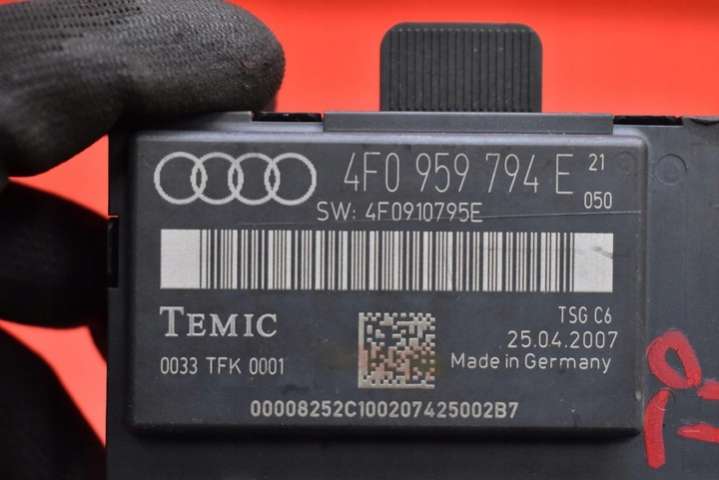 4F0 959 794 E 21
050
SW: 4F0910795E
TEMIC
TSG C6
25.04.2007
0033 TFK 0001
Made in Germany
00008252C100207425002B7